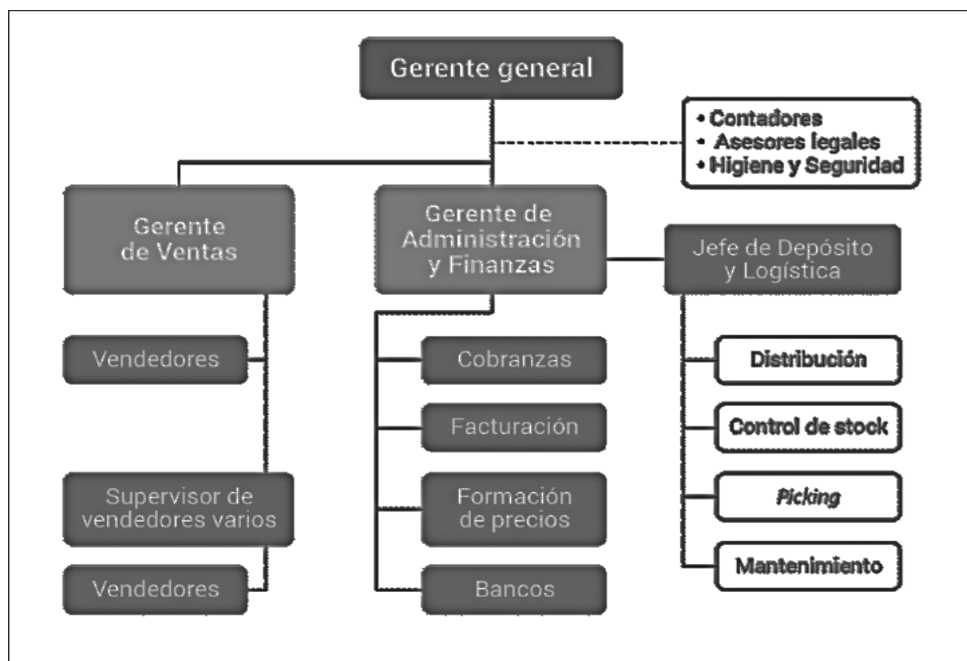 Gerente general
• Contadores
• Asesores legales
• Higiene y Seguridad
Gerente
de Ventas
Gerente de
Administración
y Finanzas
Jefe de Depósito
y Logística
Vendedores
Cobranzas
Distribución
Facturación
Control de stock
Supervisor de
vendedores varios
Formación
de precios
Picking
Vendedores
Bancos
Mantenimiento